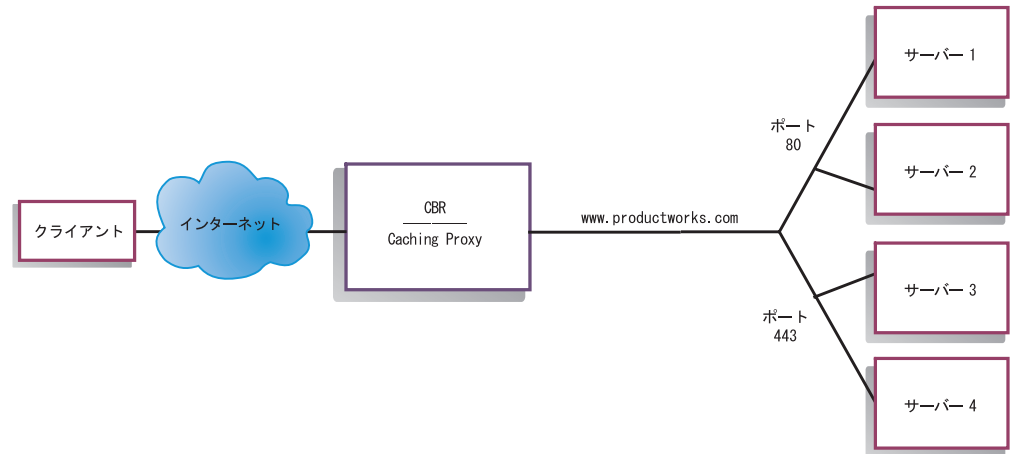 クライアント
インターネット
CBR
Caching Proxy
www.productworks.com
ポート
80
ポート
443
サーバー 1
サーバー 2
サーバー 3
サーバー 4